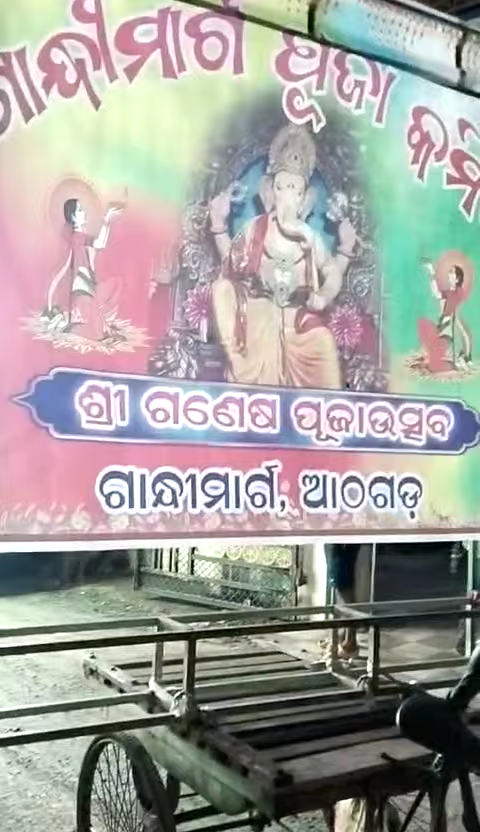 ଗାନ୍ଧୀମାର୍ଗ ପୂଜା
ଶ୍ରୀ ଗଣେଷ ପୂଜାଉତ୍ସବ
ଗାନ୍ଧୀମାର୍ଗ, ଆଠଗଡ଼